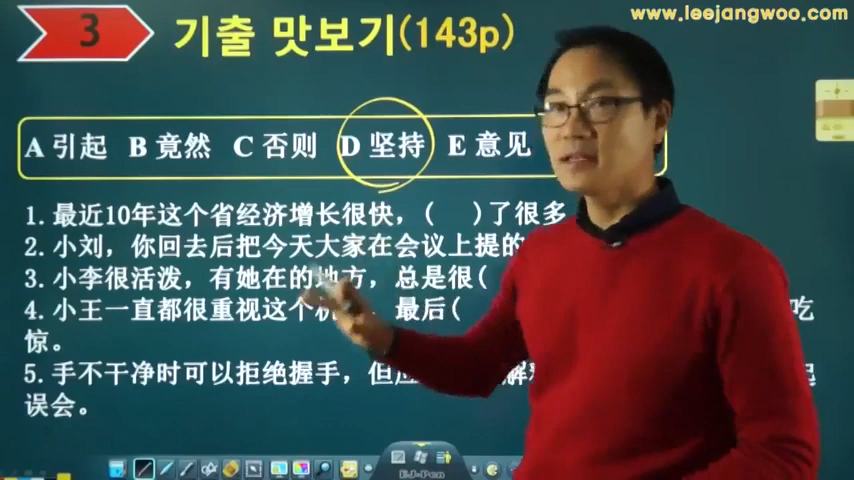 www.leejangwoo.com
3 기출 맛보기(143p)
A 引起 B 竟然 C 否则 D 坚持 E 意见
1. 最近10年这个省经济增长很快，( )了很多
2. 小刘，你回去后把今天大家在会议上提的
3. 小李很活泼，有她在的地方，总是很(
4. 小王一直都很重视这个 最后( 吃
惊。
5. 手不干净时可以拒绝握手，但应 解 起
误会。
EJ-Pen